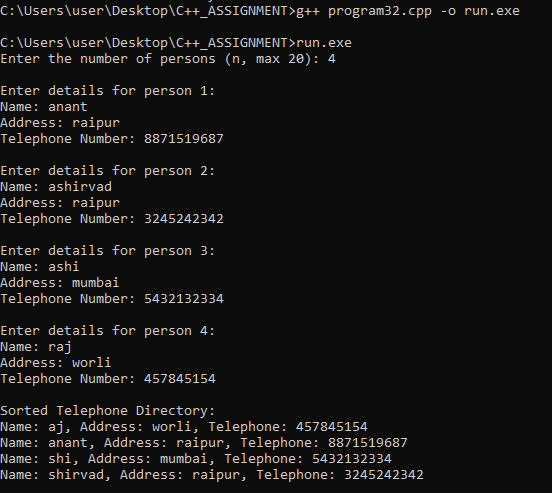 C:\Users\user\Desktop\C++_ASSIGNMENT>g++ program32.cpp -o run.exe
C:\Users\user\Desktop\C++_ASSIGNMENT>run.exe
Enter the number of persons (n, max 20): 4
Enter details for person 1:
Name: anant
Address: raipur
Telephone Number: 8871519687
Enter details for person 2:
Name: ashirvad
Address: raipur
Telephone Number: 3245242342
Enter details for person 3:
Name: ashi
Address: mumbai
Telephone Number: 5432132334
Enter details for person 4:
Name: raj
Address: worli
Telephone Number: 457845154
Sorted Telephone Directory:
Name: aj, Address: worli, Telephone: 457845154
Name: anant, Address: raipur, Telephone: 8871519687
Name: shi, Address: mumbai, Telephone: 5432132334
Name: shirvad, Address: raipur, Telephone: 3245242342